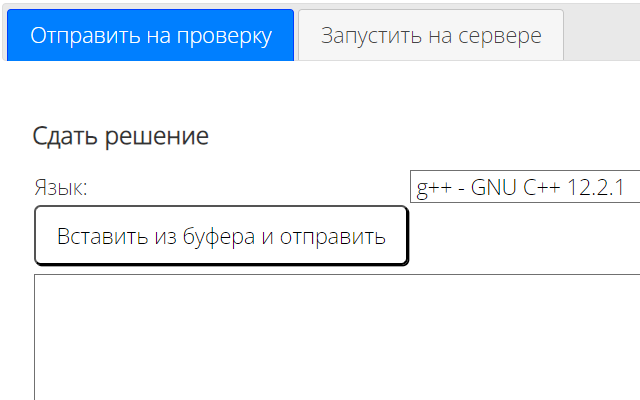 Отправить на проверку Запустить на сервере
Сдать решение
Язык: g++ - GNU C++ 12.2.1
Вставить из буфера и отправить